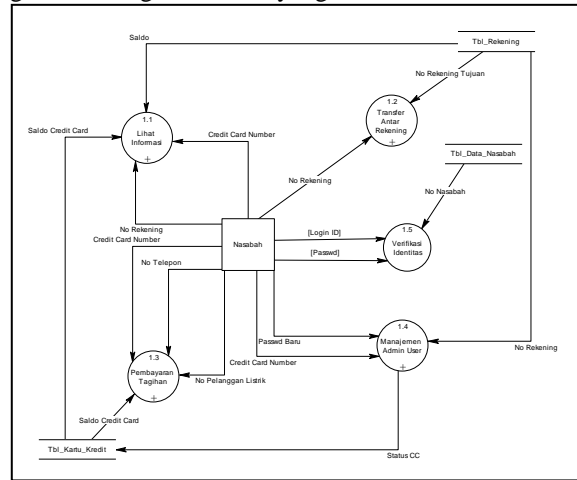 Saldo
Tbl_Rekening
No Rekening Tujuan
1.1
Lihat
Informasi
+
1.2
Transfer
Antar
Rekening
+
Saldo Credit Card
Credit Card Number
Tbl_Data_Nasabah
No Rekening
No Nasabah
No Rekening
Credit Card Number
Nasabah
[Login ID]
[Passwd]
1.5
Verifikasi
Identitas
No Telepon
Passwd Baru
1.4
Manajemen
Admin User
+
No Rekening
Credit Card Number
1.3
Pembayaran
Tagihan
+
No Pelanggan Listrik
Saldo Credit Card
Tbl_Kartu_Kredit
Status CC